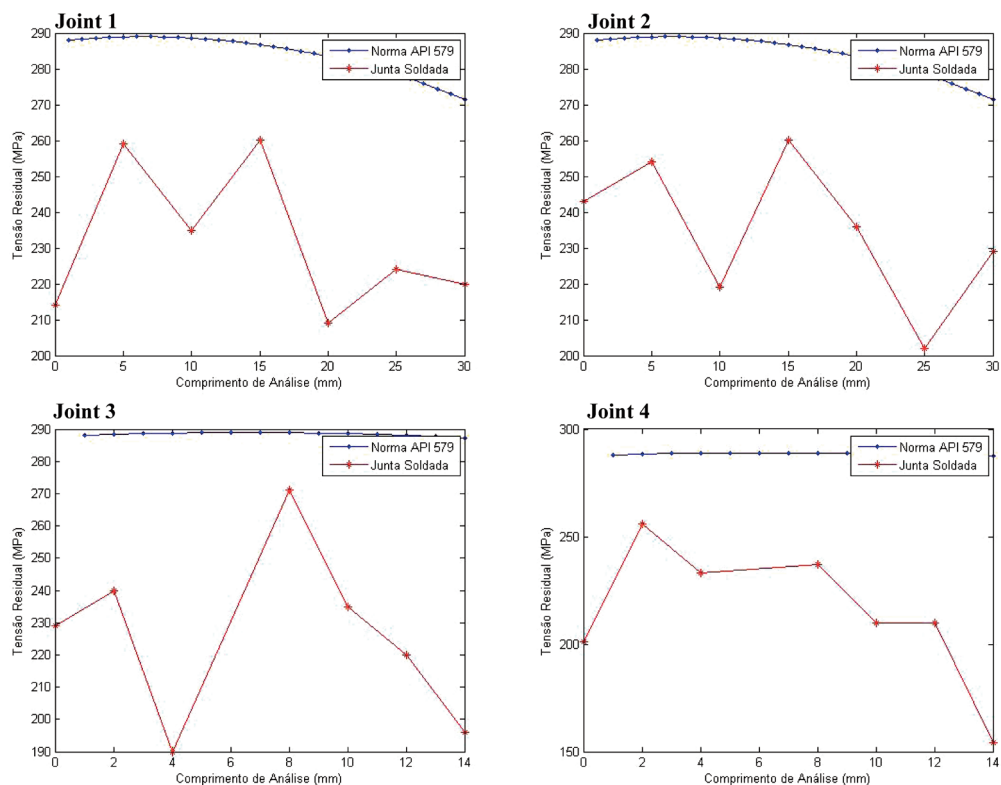 Joint 1
290
280
270
260
250
240
230
220
210
200
Tensão Residual (MPa)
Norma API 579
Junta Soldada
0 5 10 15 20 25 30
Comprimento de Análise (mm)
Joint 2
290
280
270
260
250
240
230
220
210
200
Tensão Residual (MPa)
Norma API 579
Junta Soldada
0 5 10 15 20 25 30
Comprimento de Análise (mm)
Joint 3
290
280
270
260
250
240
230
220
210
200
190
Tensão Residual (MPa)
Norma API 579
Junta Soldada
0 2 4 6 8 10 12 14
Comprimento de Análise (mm)
Joint 4
300
250
200
150
Tensão Residual (MPa)
Norma API 579
Junta Soldada
0 2 4 6 8 10 12 14
Comprimento de Análise (mm)